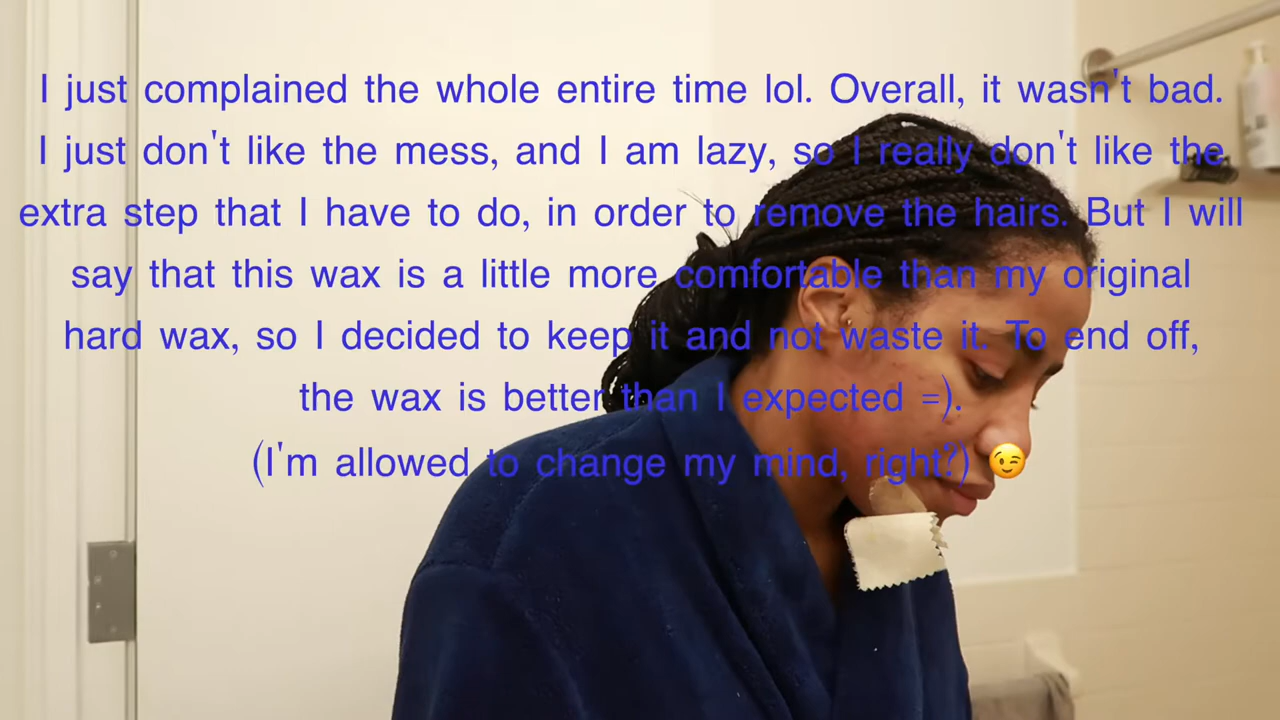 I just complained the whole entire time lol. Overall, it wasn't bad.
I just don't like the mess, and I am lazy, so I really don't like the
extra step that I have to do, in order to remove the hairs. But I will
say that this wax is a little more comfortable than my original
hard wax, so I decided to keep it and not waste it. To end off,
the wax is better than I expected =).
(I'm allowed to change my mind, right?) 😉